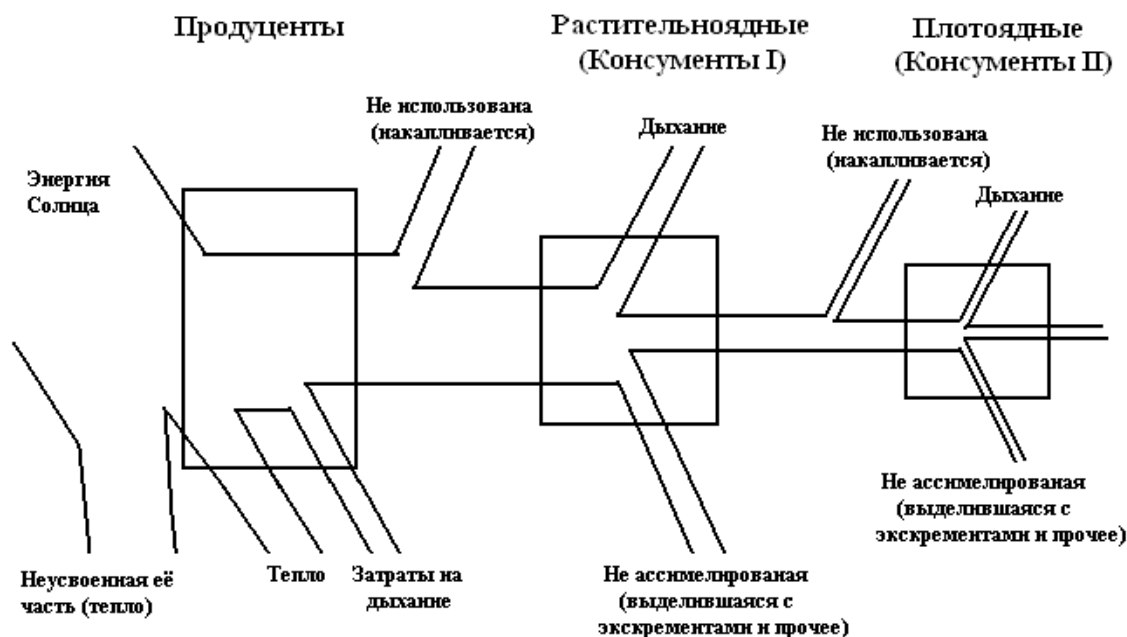 Продуценты
Растительноядные
(Консументы I)
Плотоядные
(Консументы II)
Не использована
(накапливается)
Дыхание
Не использована
(накапливается)
Дыхание
Энергия
Солнца
Неусвоенная её
часть (тепло)
Тепло
Затраты на
дыхание
Не ассимелированая
(выделившаяся с
экскрементами и прочее)
Не ассимелированая
(выделившаяся с
экскрементами и прочее)